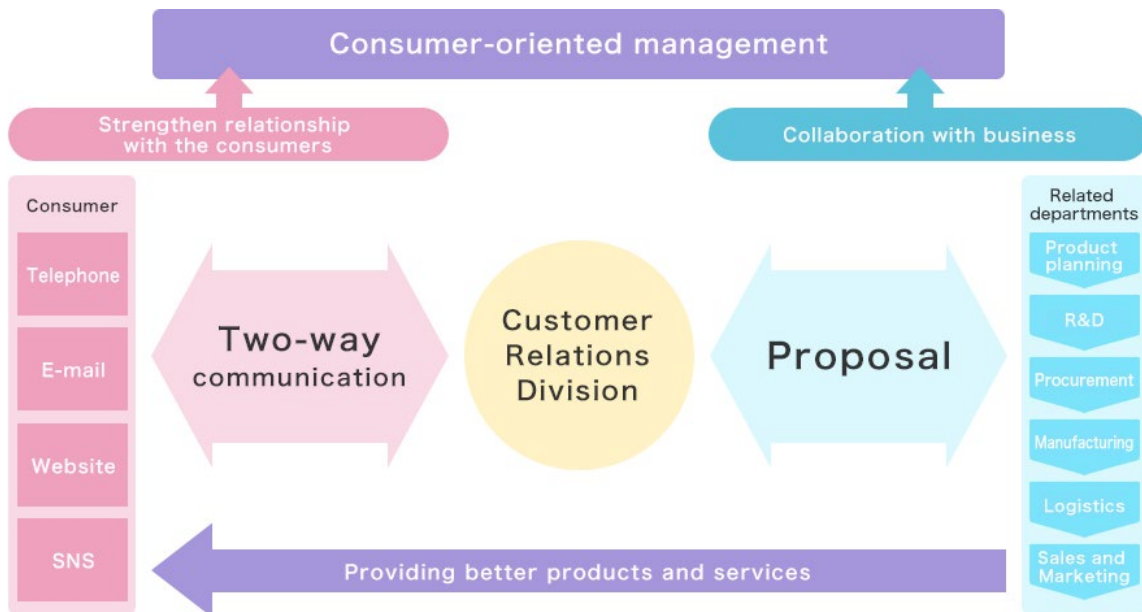 Consumer-oriented management
Strengthen relationship
with the consumers
Collaboration with business
Consumer
Telephone
E-mail
Website
SNS
Two-way
communication
Customer
Relations
Division
Proposal
Related
departments
Product
planning
R&D
Procurement
Manufacturing
Logistics
Sales and
Marketing
Providing better products and services